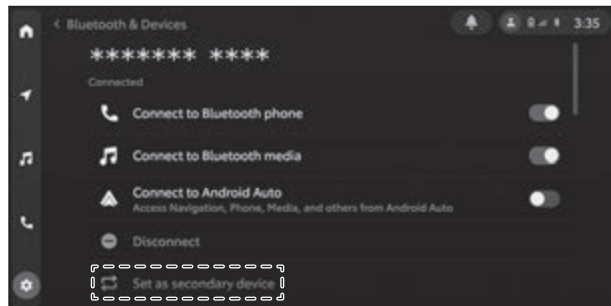 < Bluetooth & Devices
3:35
******* ****
Connected
Connect to Bluetooth phone
Connect to Bluetooth media
Connect to Android Auto
Access Navigation, Phone, Media, and others from Android Auto
Disconnect
Set as secondary device